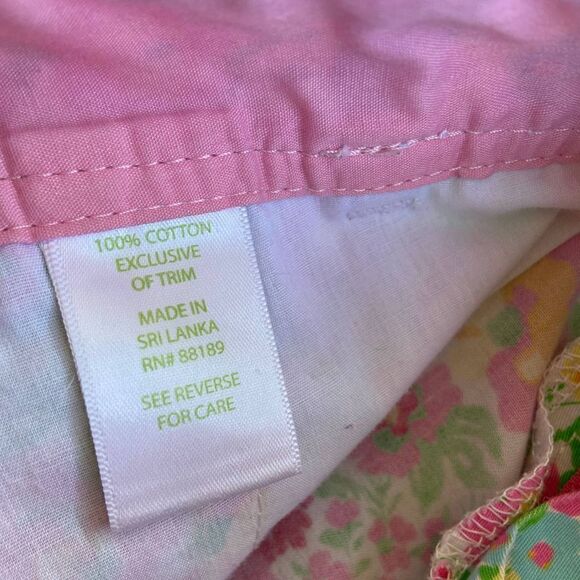 100% COTTON
EXCLUSIVE
OF TRIM
MADE IN
SRI LANKA
RN# 88189
SEE REVERSE
FOR CARE